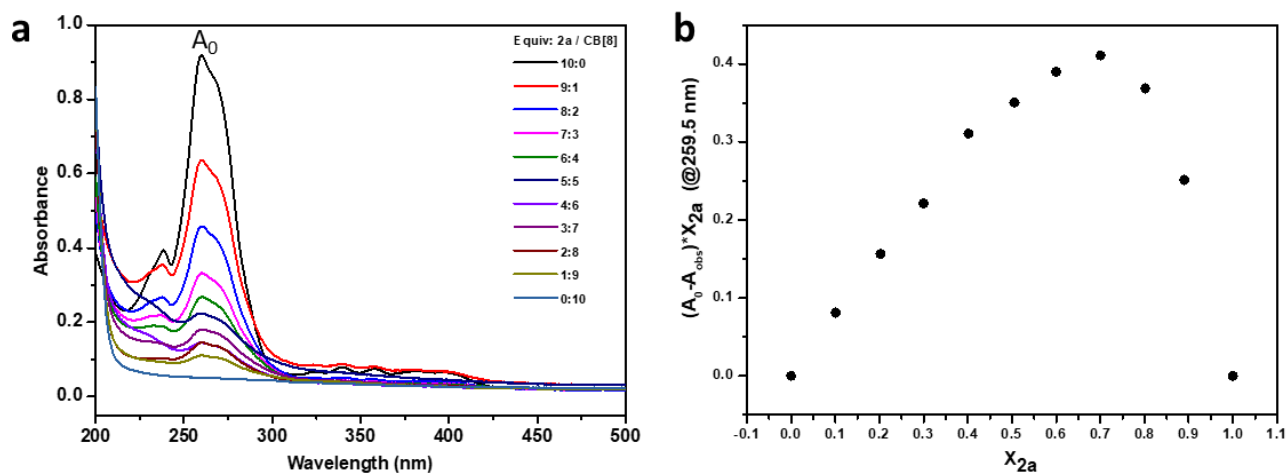 a
A₀
Equiv: 2a / CB[8]
10:0
9:1
8:2
7:3
6:4
5:5
4:6
3:7
2:8
1:9
0:10
Absorbance
1.0
0.8
0.6
0.4
0.2
0.0
200 250 300 350 400 450 500
Wavelength (nm)
b
(A₀-Aobs)*X2a (@259.5 nm)
0.4
0.3
0.2
0.1
0.0
-0.1 0.0 0.1 0.2 0.3 0.4 0.5 0.6 0.7 0.8 0.9 1.0 1.1
X2a